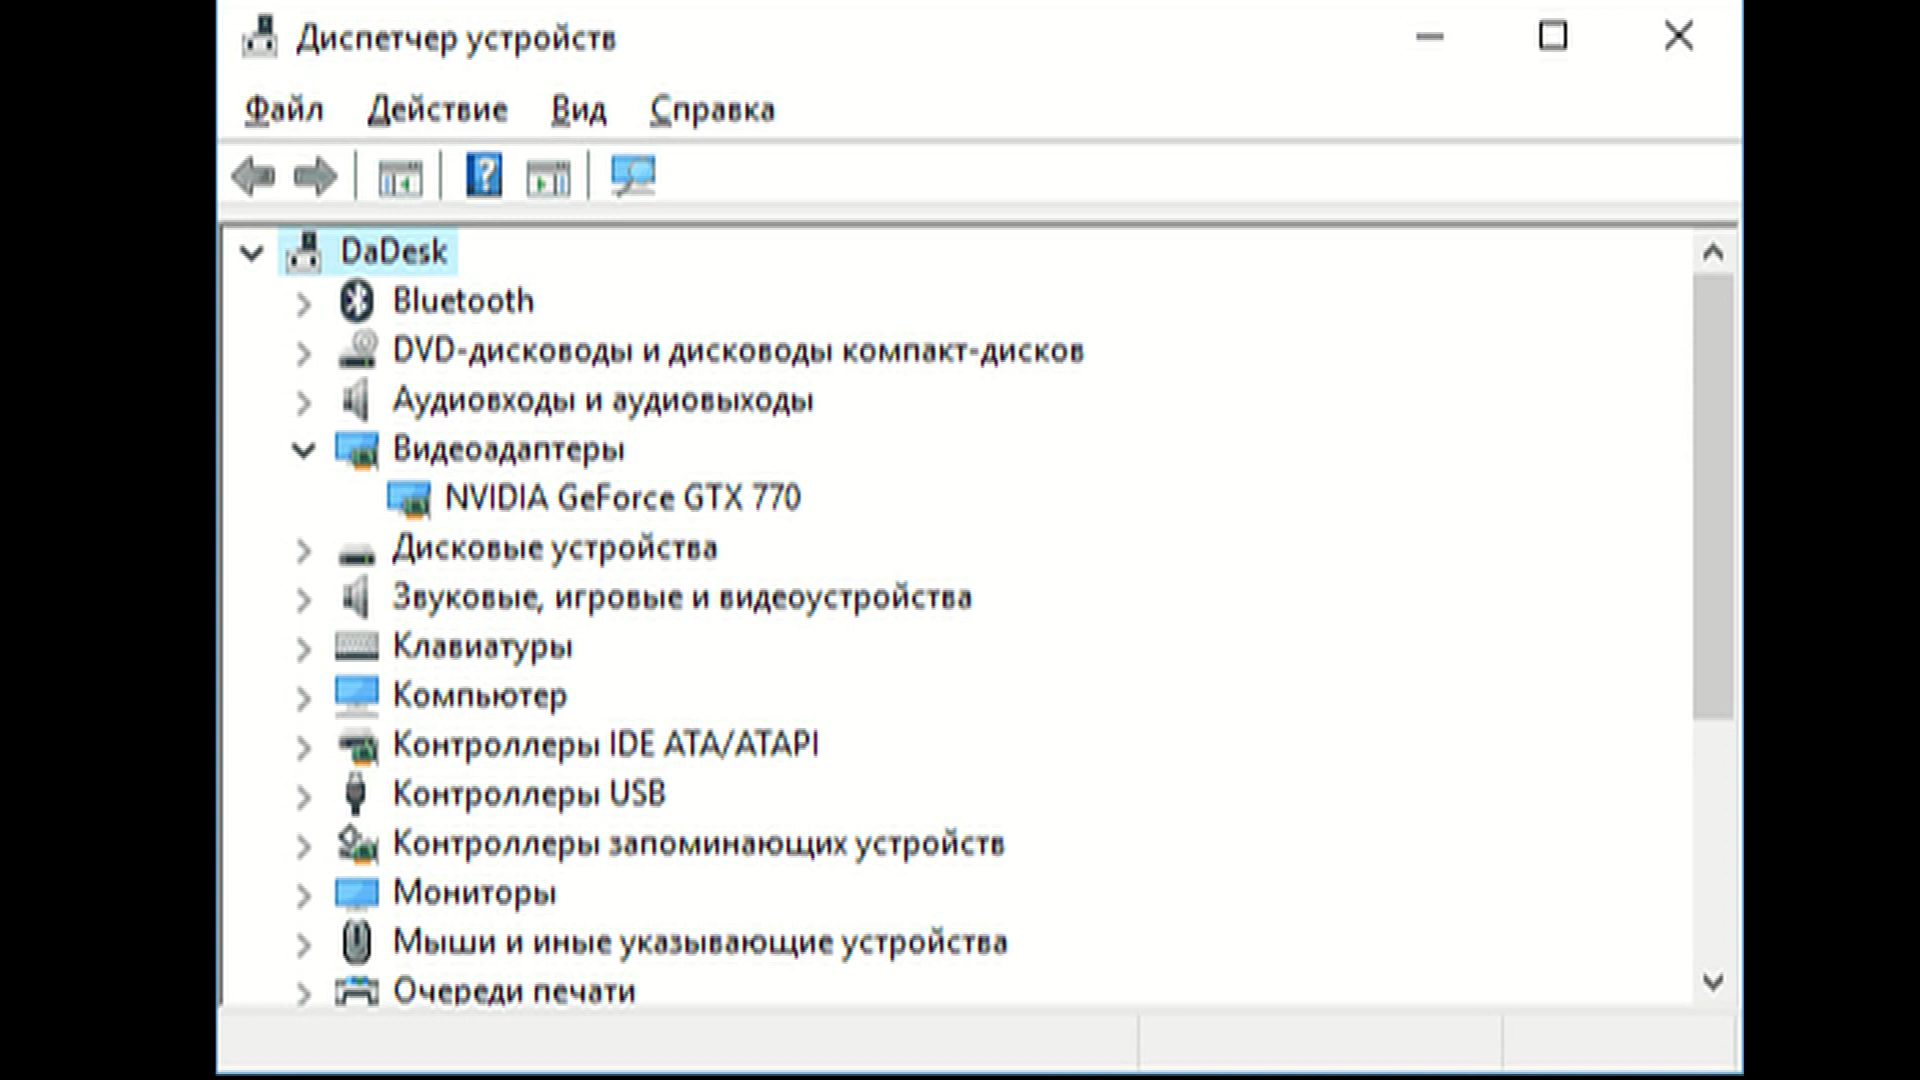 Диспетчер устройств
Файл Действие Вид Справка
DaDesk
Bluetooth
DVD-дисководы и дисководы компакт-дисков
Аудиовходы и аудиовыходы
Видеоадаптеры
NVIDIA GeForce GTX 770
Дисковые устройства
Звуковые, игровые и видеоустройства
Клавиатуры
Компьютер
Контроллеры IDE ATA/ATAPI
Контроллеры USB
Контроллеры запоминающих устройств
Мониторы
Мыши и иные указывающие устройства
Очереди печати